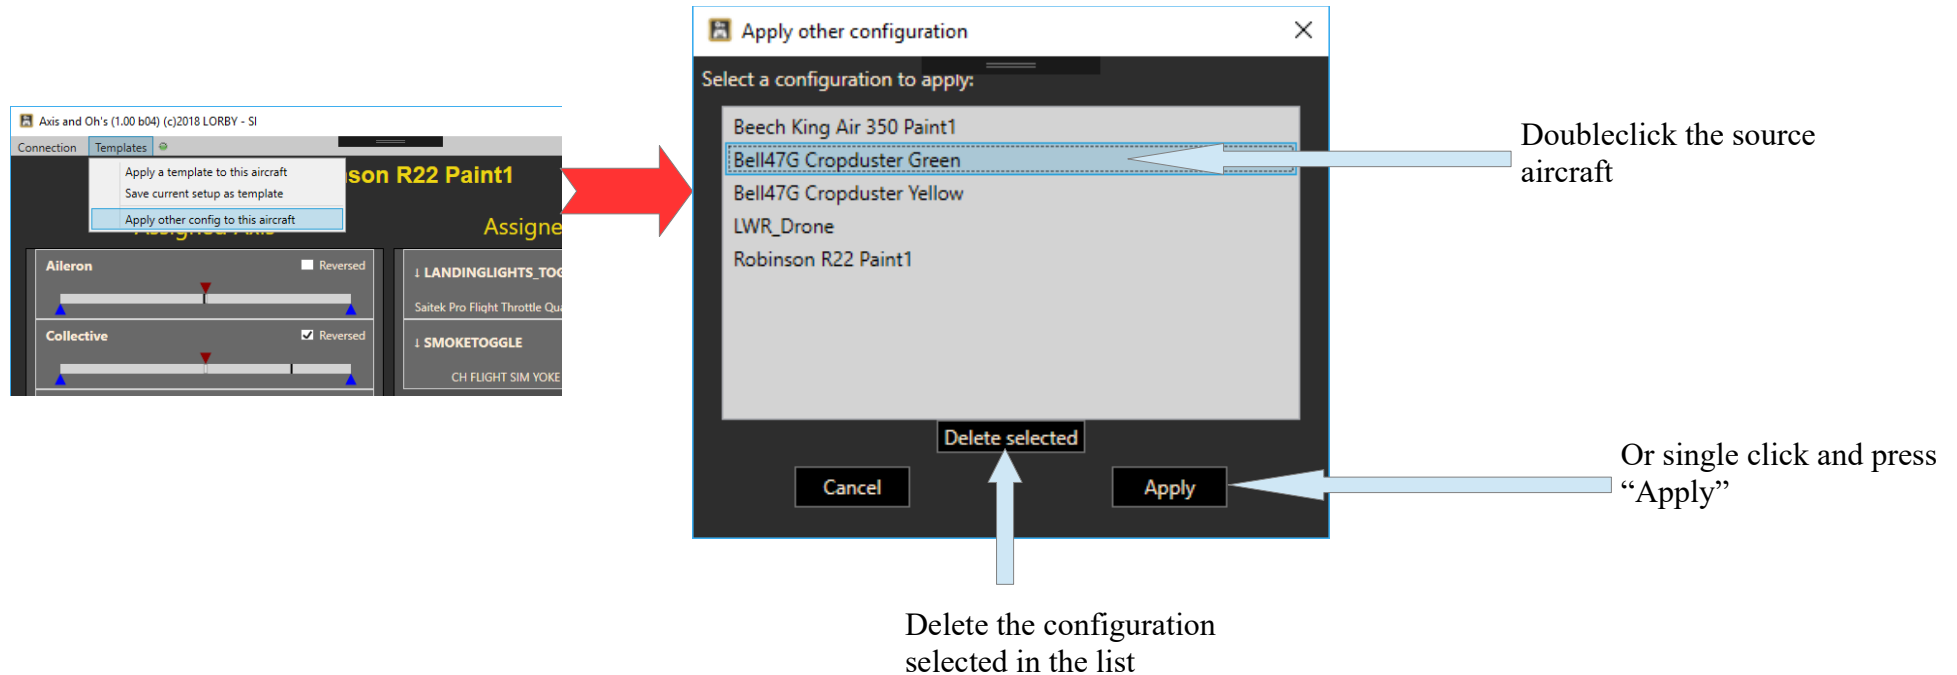 Axis and Oh's (1.00 b04) (c)2018 LORBY - SI
Connection Templates
Apply a template to this aircraft
Save current setup as template
Apply other config to this aircraft
son R22 Paint1
Assigned Axis
Assigne
Aileron
Reversed
Collective
Reversed
↓ LANDINGLIGHTS_TOG
Saitek Pro Flight Throttle Qua
↓ SMOKETOGGLE
CH FLIGHT SIM YOKE
Apply other configuration
Select a configuration to apply:
Beech King Air 350 Paint1
Bell47G Cropduster Green
Bell47G Cropduster Yellow
LWR_Drone
Robinson R22 Paint1
Delete selected
Cancel
Apply
Doubleclick the source
aircraft
Or single click and press
“Apply”
Delete the configuration
selected in the list